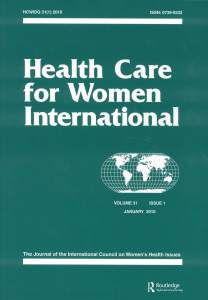 HCWIDQ 31(1) 2010 ISSN: 0739-9332
Health Care
for Women
International
VOLUME 31 ISSUE 1
JANUARY 2010
The Journal of the International Council on Women's Health Issues
Routledge